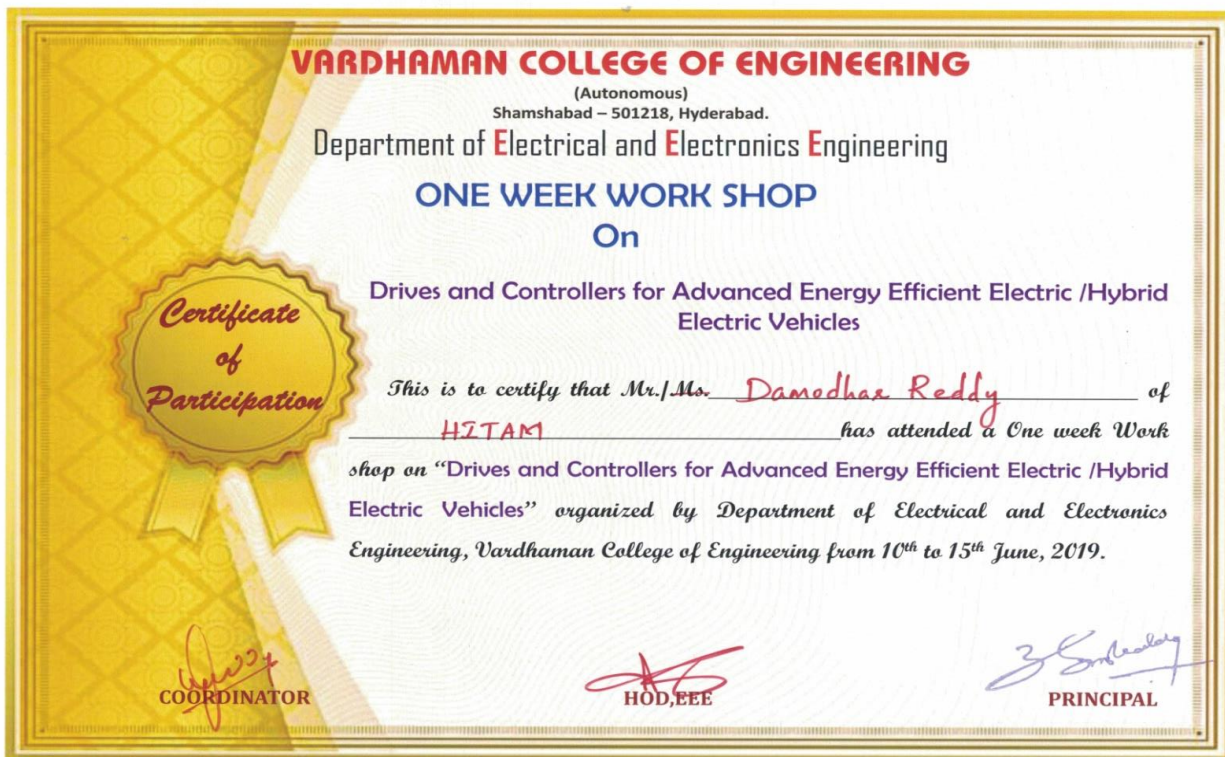 VARDHAMAN COLLEGE OF ENGINEERING
(Autonomous)
Shamshabad – 501218, Hyderabad.
Department of Electrical and Electronics Engineering
ONE WEEK WORK SHOP
On
Drives and Controllers for Advanced Energy Efficient Electric /Hybrid
Electric Vehicles
Certificate
of
Participation
This is to certify that Mr./Ms. Damodhar Reddy of
HITAM has attended a One week Work
shop on “Drives and Controllers for Advanced Energy Efficient Electric /Hybrid
Electric Vehicles” organized by Department of Electrical and Electronics
Engineering, Vardhaman College of Engineering from 10th to 15th June, 2019.
COORDINATOR
HOD,EEE
PRINCIPAL